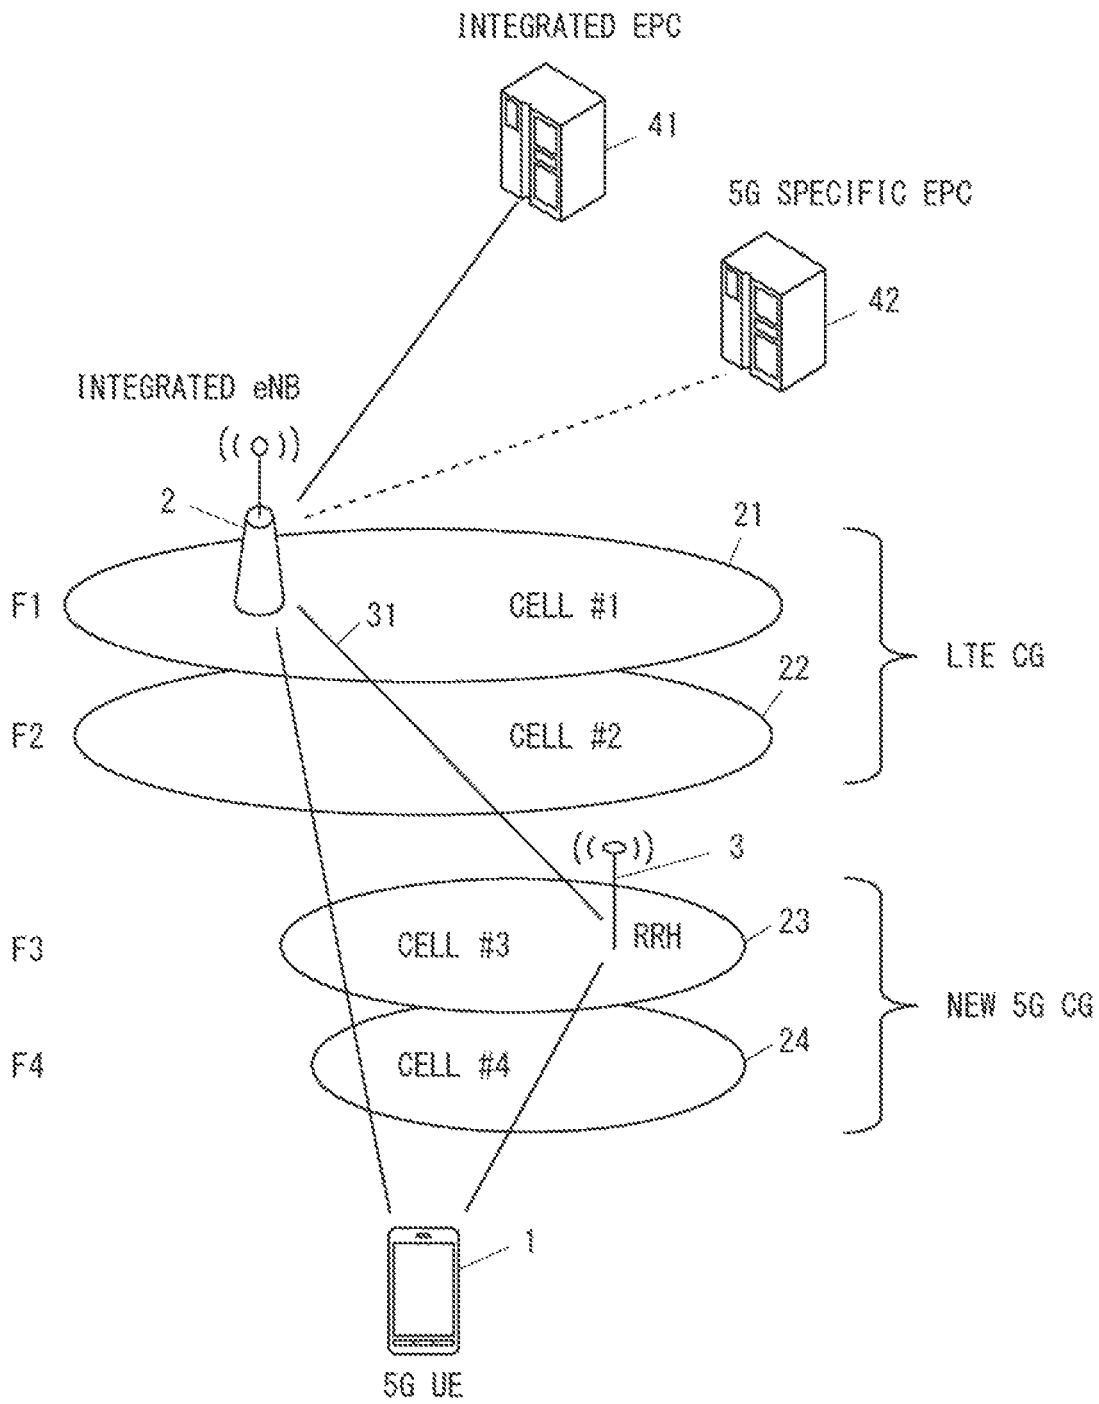 INTEGRATED EPC
41
5G SPECIFIC EPC
42
INTEGRATED eNB
2
21
F1
CELL #1
31
LTE CG
22
F2
CELL #2
3
23
F3
CELL #3
RRH
NEW 5G CG
24
F4
CELL #4
1
5G UE